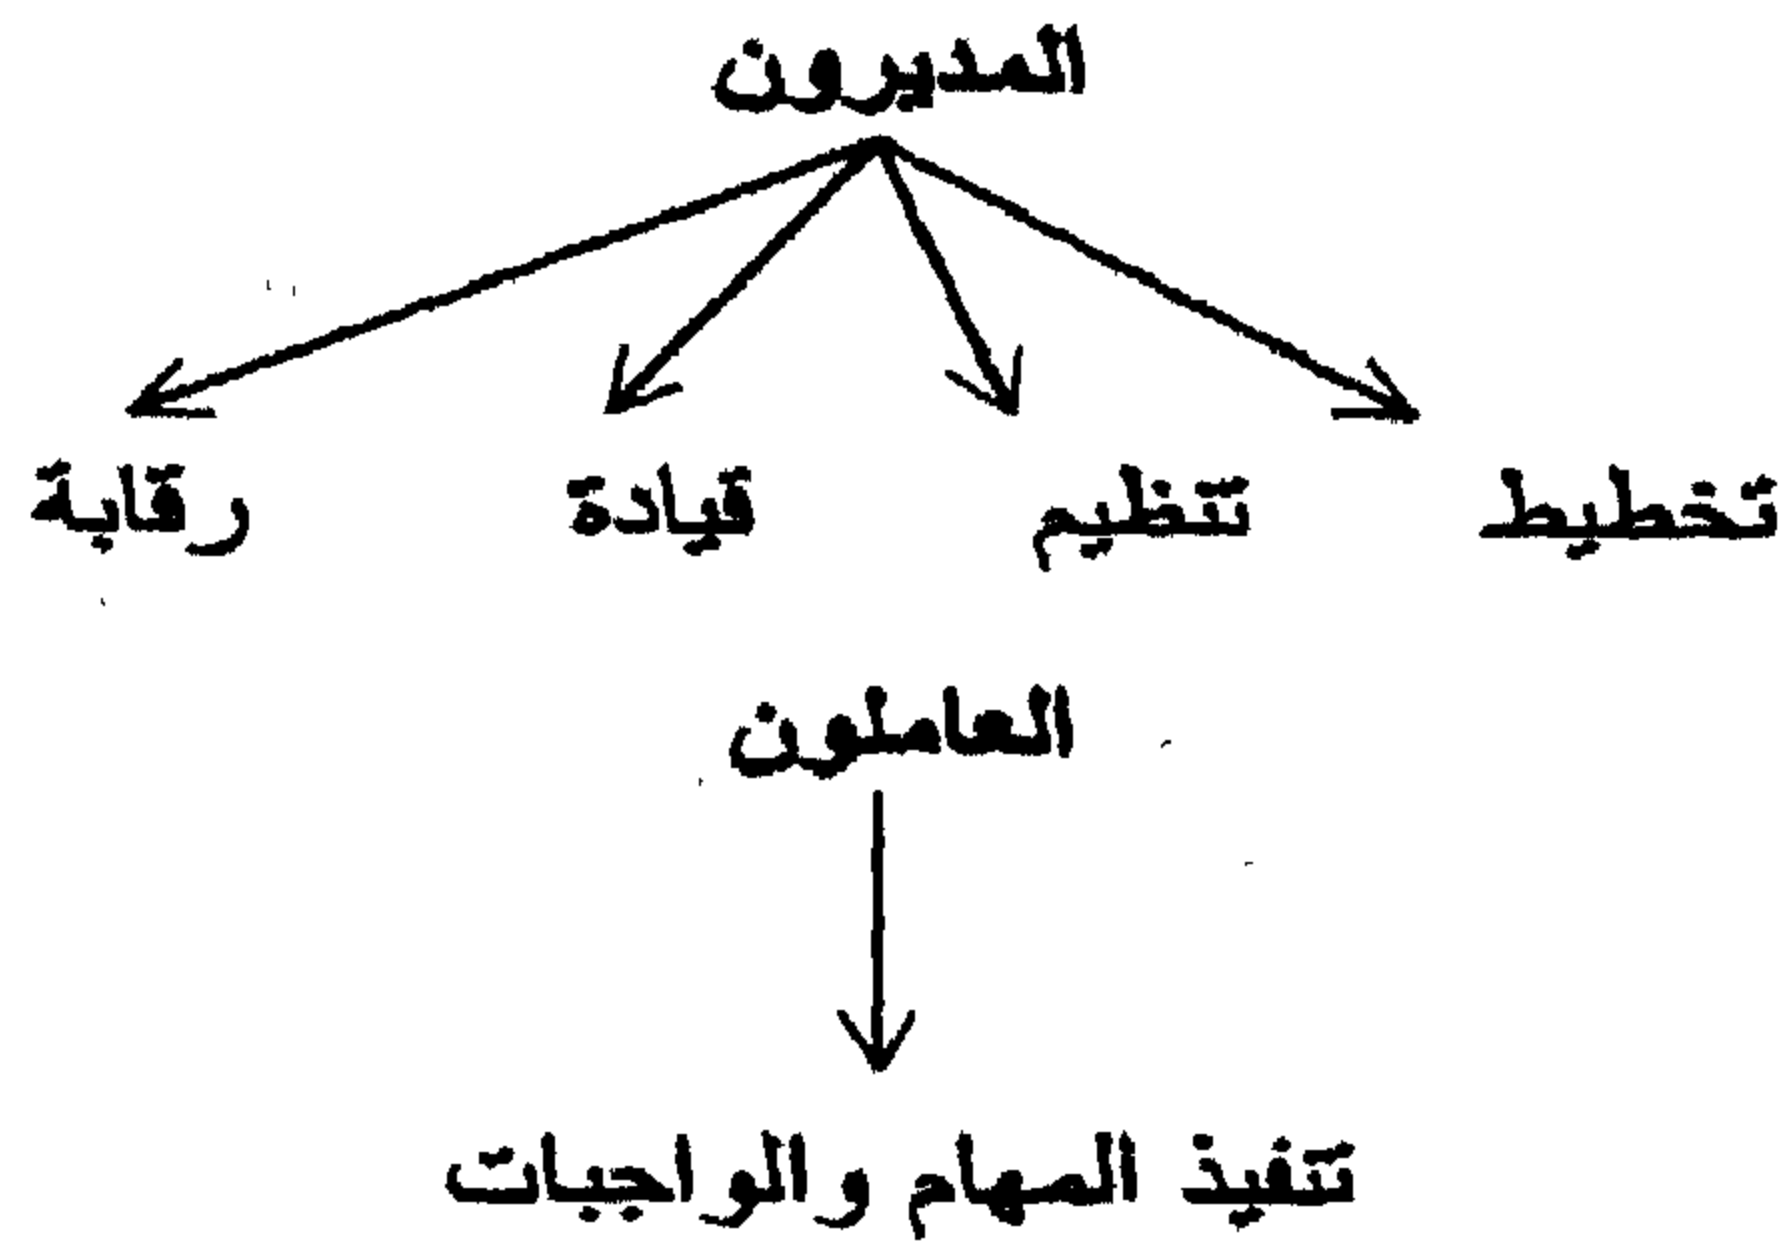 المديرون
تخطيط تنظيم قيادة رقابة
العاملون
تنفيذ المهام والواجبات